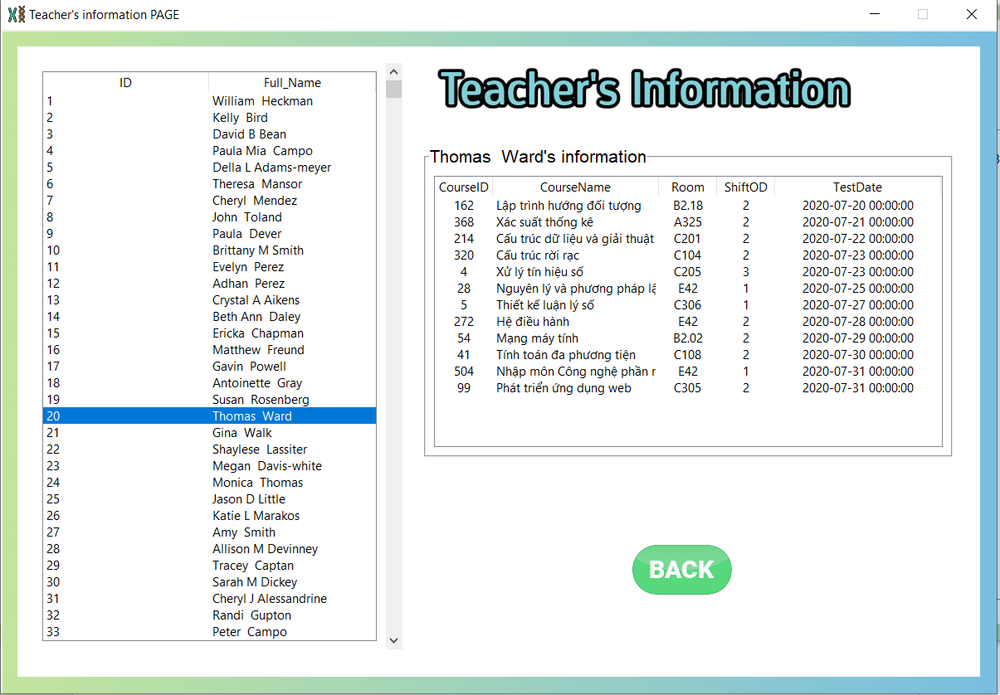 Teacher's information PAGE
Teacher's Information
ID Full_Name
1 William Heckman
2 Kelly Bird
3 David B Bean
4 Paula Mia Campo
5 Della L Adams-meyer
6 Theresa Mansor
7 Cheryl Mendez
8 John Toland
9 Paula Dever
10 Brittany M Smith
11 Evelyn Perez
12 Adhan Perez
13 Crystal A Aikens
14 Beth Ann Daley
15 Ericka Chapman
16 Matthew Freund
17 Gavin Powell
18 Antoinette Gray
19 Susan Rosenberg
20 Thomas Ward
21 Gina Walk
22 Shaylese Lassiter
23 Megan Davis-white
24 Monica Thomas
25 Jason D Little
26 Katie L Marakos
27 Amy Smith
28 Allison M Devinney
29 Tracey Captan
30 Sarah M Dickey
31 Cheryl J Alessandrine
32 Randi Gupton
33 Peter Campo
Thomas Ward's information
CourseID CourseName Room ShiftOD TestDate
162 Lập trình hướng đối tượng B2.18 2 2020-07-20 00:00:00
368 Xác suất thống kê A325 2 2020-07-21 00:00:00
214 Cấu trúc dữ liệu và giải thuật C201 2 2020-07-22 00:00:00
320 Cấu trúc rời rạc C104 2 2020-07-23 00:00:00
4 Xử lý tín hiệu số C205 3 2020-07-23 00:00:00
28 Nguyên lý và phương pháp E42 1 2020-07-25 00:00:00
5 Thiết kế luận lý số C306 1 2020-07-27 00:00:00
272 Hệ điều hành E42 2 2020-07-28 00:00:00
54 Mạng máy tính B2.02 2 2020-07-29 00:00:00
41 Tính toán đa phương tiện C108 2 2020-07-30 00:00:00
504 Nhập môn Công nghệ phần E42 1 2020-07-31 00:00:00
99 Phát triển ứng dụng web C305 2 2020-07-31 00:00:00
BACK